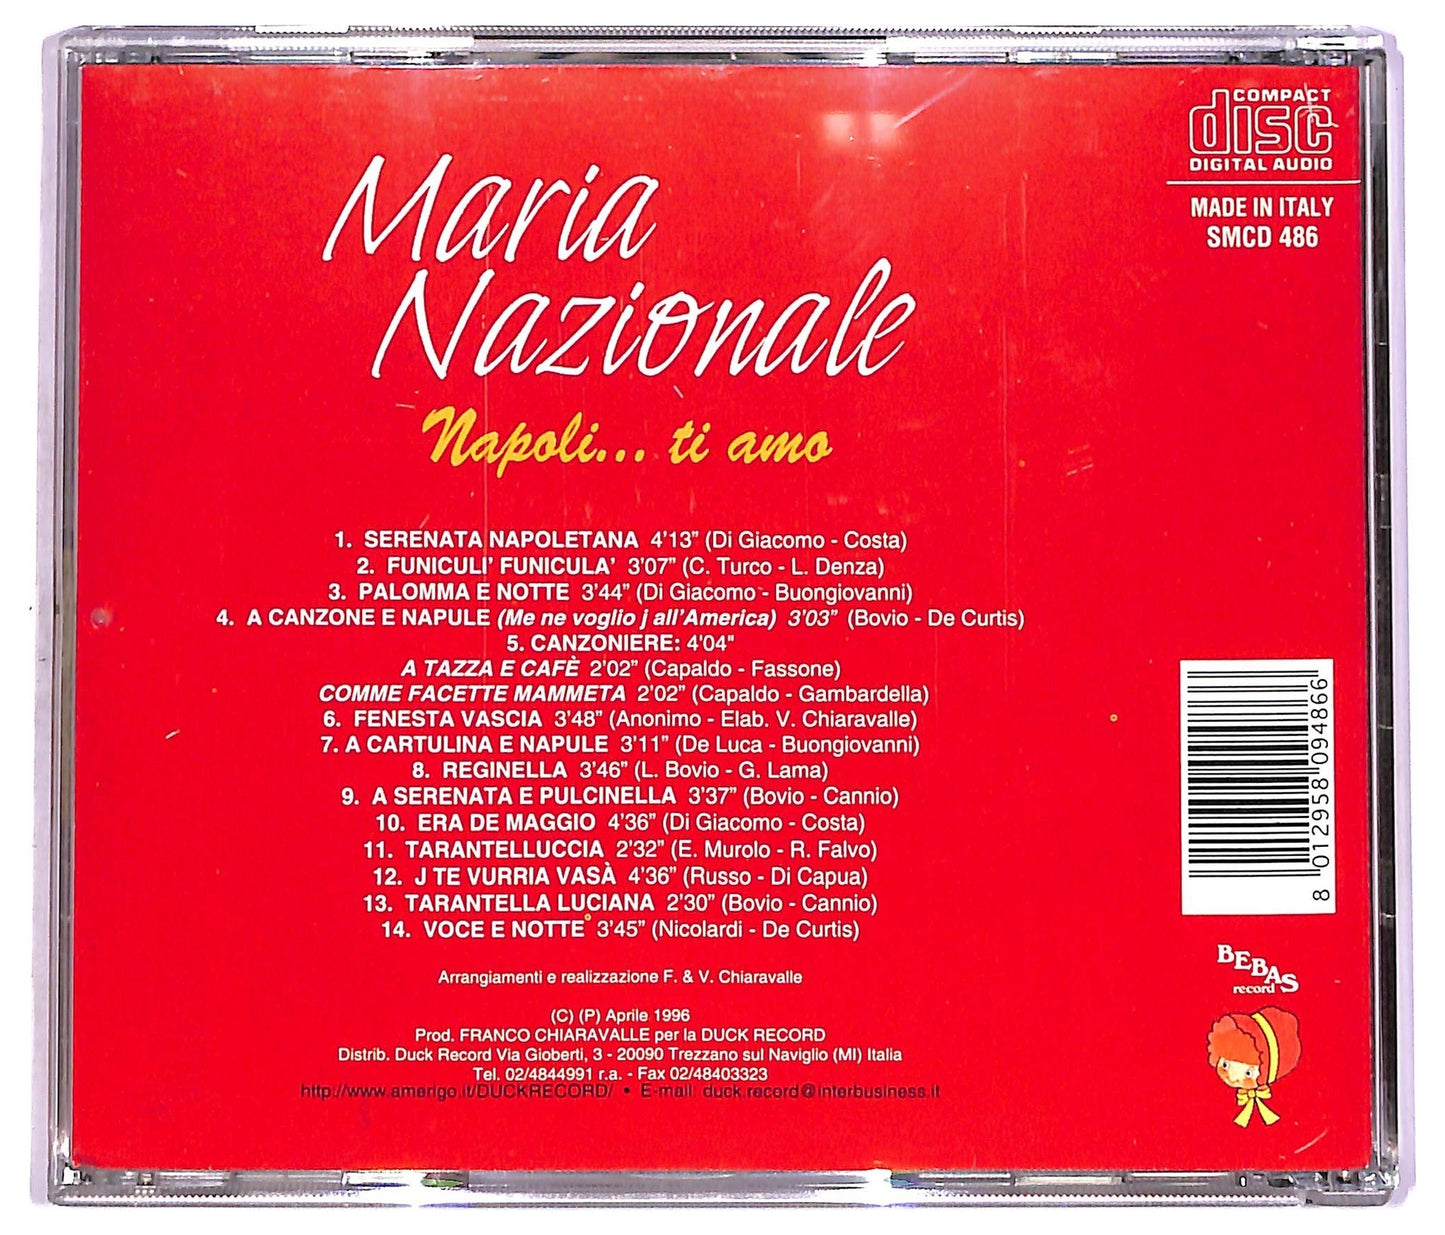 COMPACT
disc
DIGITAL AUDIO
MADE IN ITALY
SMCD 486
Maria
Nazionale
Napoli... ti amo
1. SERENATA NAPOLETANA 4'13” (Di Giacomo - Costa)
2. FUNICULI’ FUNICULA’ 3'07” (C. Turco - L. Denza)
3. PALOMMA E NOTTE 3'44” (Di Giacomo - Buongiovanni)
4. A CANZONE E NAPULE (Me ne voglio j all’America) 3'03” (Bovio - De Curtis)
5. CANZONIERE: 4'04"
A TAZZA E CAFÈ 2'02” (Capaldo - Fassone)
COMME FACETTE MAMMETA 2'02” (Capaldo - Gambardella)
6. FENESTA VASCIA 3'48” (Anonimo - Elab. V. Chiaravalle)
7. A CARTULINA E NAPULE 3'11” (De Luca - Buongiovanni)
8. REGINELLA 3'46” (L. Bovio - G. Lama)
9. A SERENATA E PULCINELLA 3'37” (Bovio - Cannio)
10. ERA DE MAGGIO 4'36” (Di Giacomo - Costa)
11. TARANTELLUCCIA 2'32” (E. Murolo - R. Falvo)
12. J TE VURRIA VASÀ 4'36” (Russo - Di Capua)
13. TARANTELLA LUCIANA 2'30” (Bovio - Cannio)
14. VOCE E NOTTE 3'45” (Nicolardi - De Curtis)
Arrangiamenti e realizzazione F. & V. Chiaravalle
(C) (P) Aprile 1996
Prod. FRANCO CHIARAVALLE per la DUCK RECORD
Distrib. Duck Record Via Gioberti, 3 - 20090 Trezzano sul Naviglio (MI) Italia
Tel. 02/4844991 r.a. - Fax 02/48403323
http://www.amerigo.it/DUCKRECORD/ • E-mail: duck.record@interbusiness.it
8 012958 094866
BEBAS
record